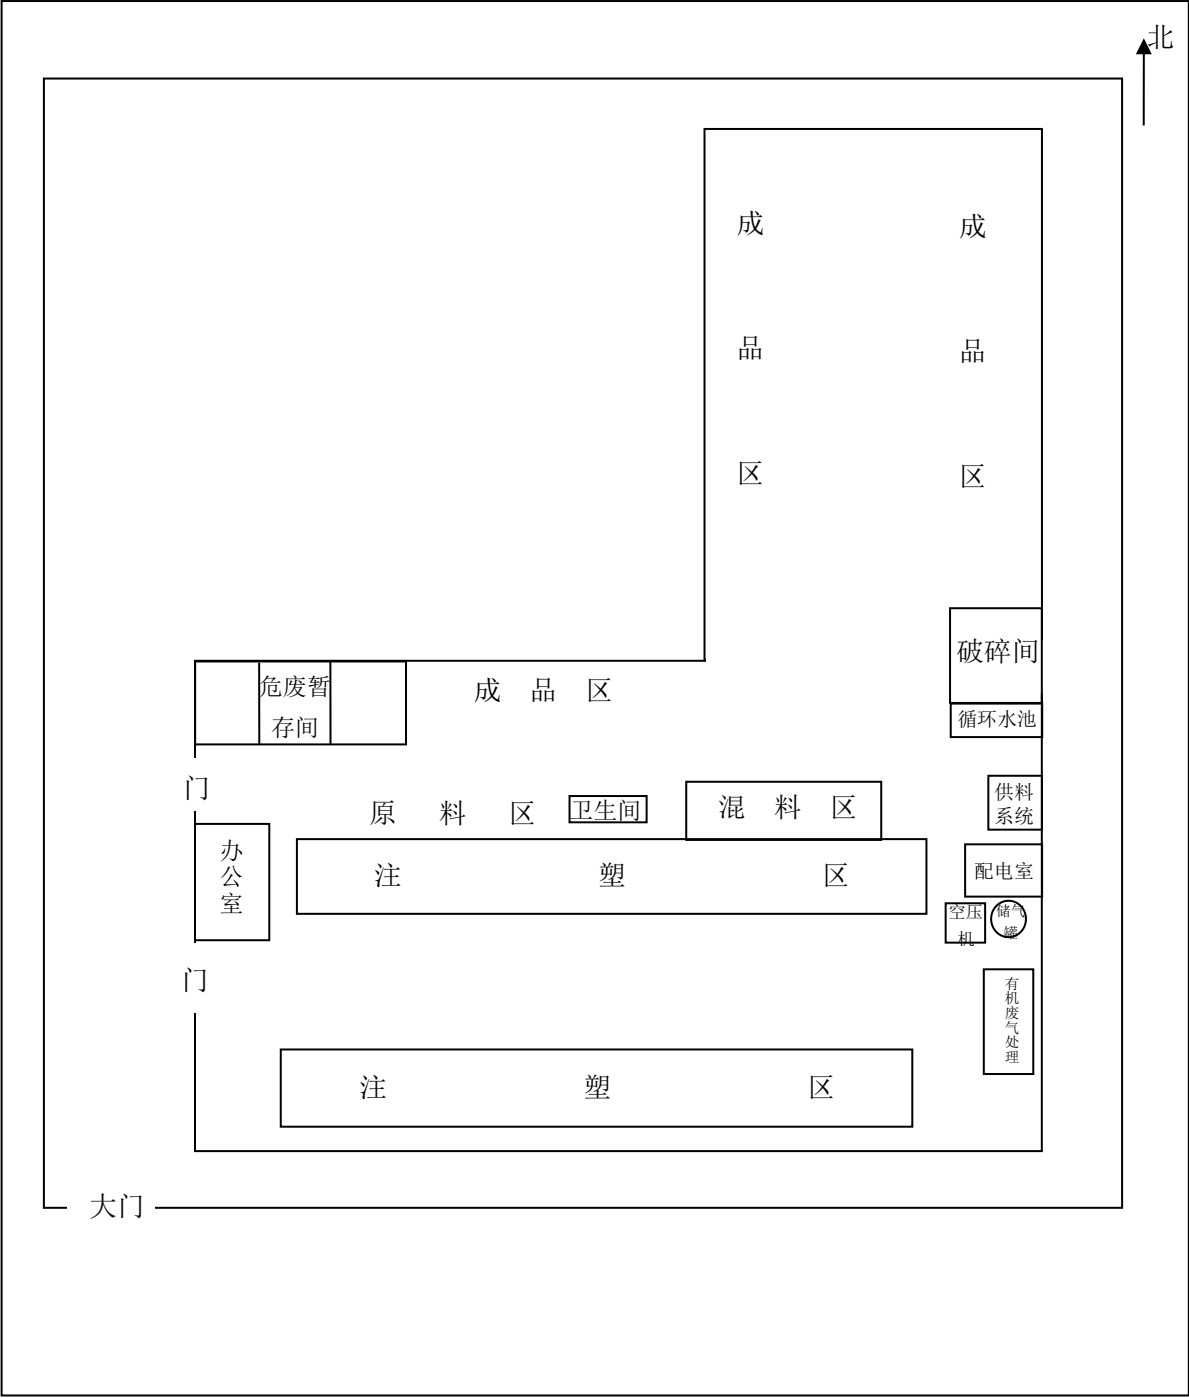 北
成品区
成品区
破碎间
危废暂
存间
成品区
循环水池
门
供料
系统
原料区
卫生间
混料区
办公室
注塑区
配电室
空压
机
储气
罐
门
有机废气处理
注塑区
大门